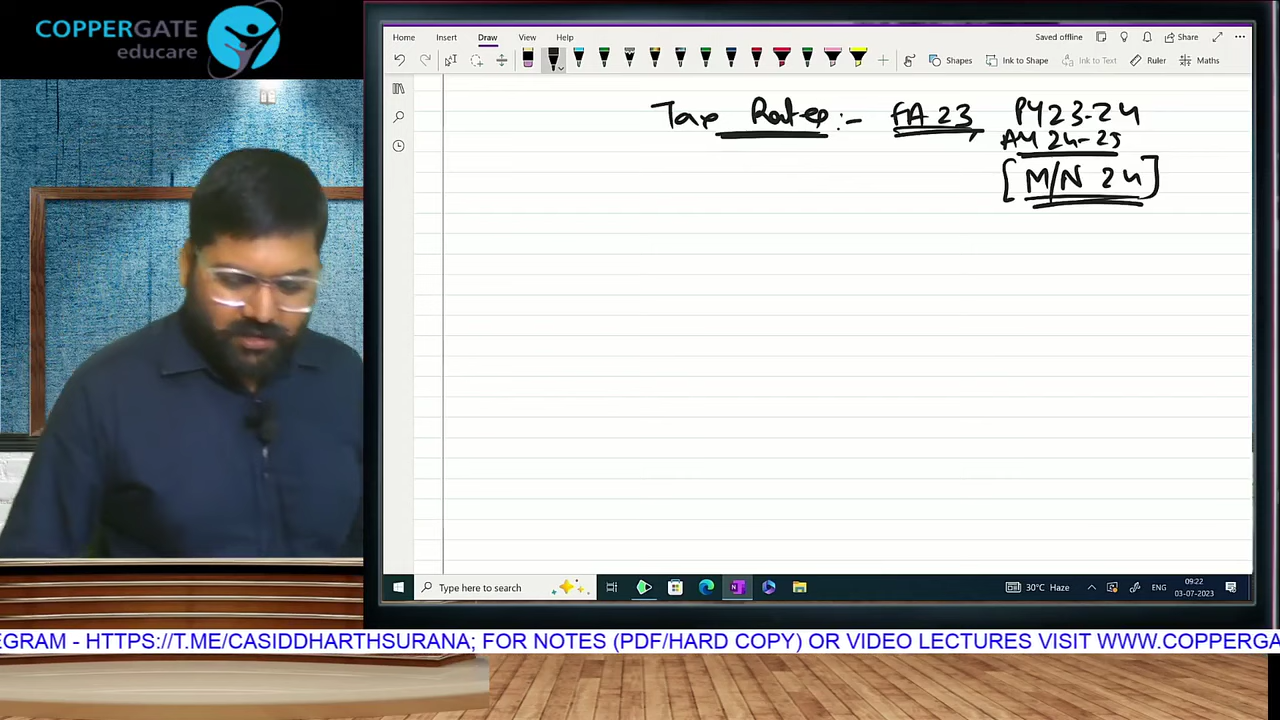 COPPERGATE
educare
Home Insert Draw View Help
Saved offline
Share
Shapes
Ink to Shape
Ink to Text
Ruler
Maths
Tax Rates :- FA 23 PY 23-24
AY 24-25
[M/N 24]
Type here to search
30°C Haze
ENG
09:22
03-07-2023
EGRAM - HTTPS://T.ME/CASIDDHARTHSURANA; FOR NOTES (PDF/HARD COPY) OR VIDEO LECTURES VISIT WWW.COPPERGA